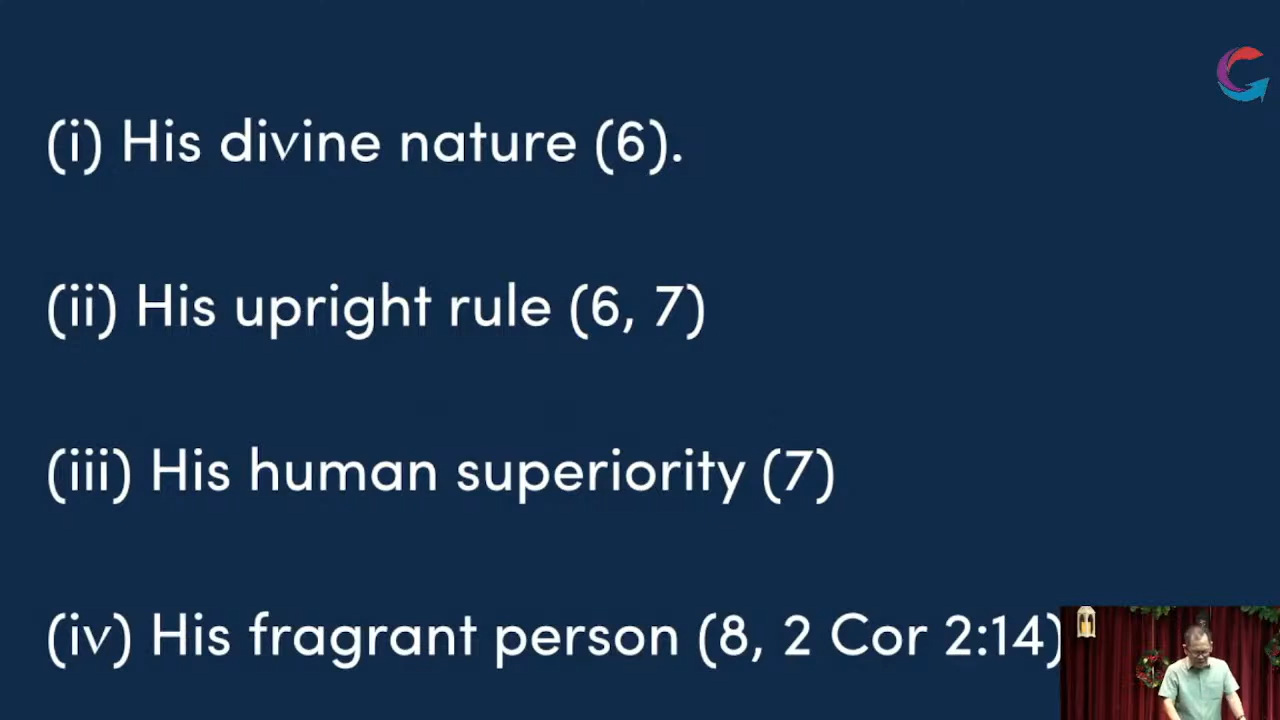 (i) His divine nature (6).
(ii) His upright rule (6, 7)
(iii) His human superiority (7)
(iv) His fragrant person (8, 2 Cor 2:14)